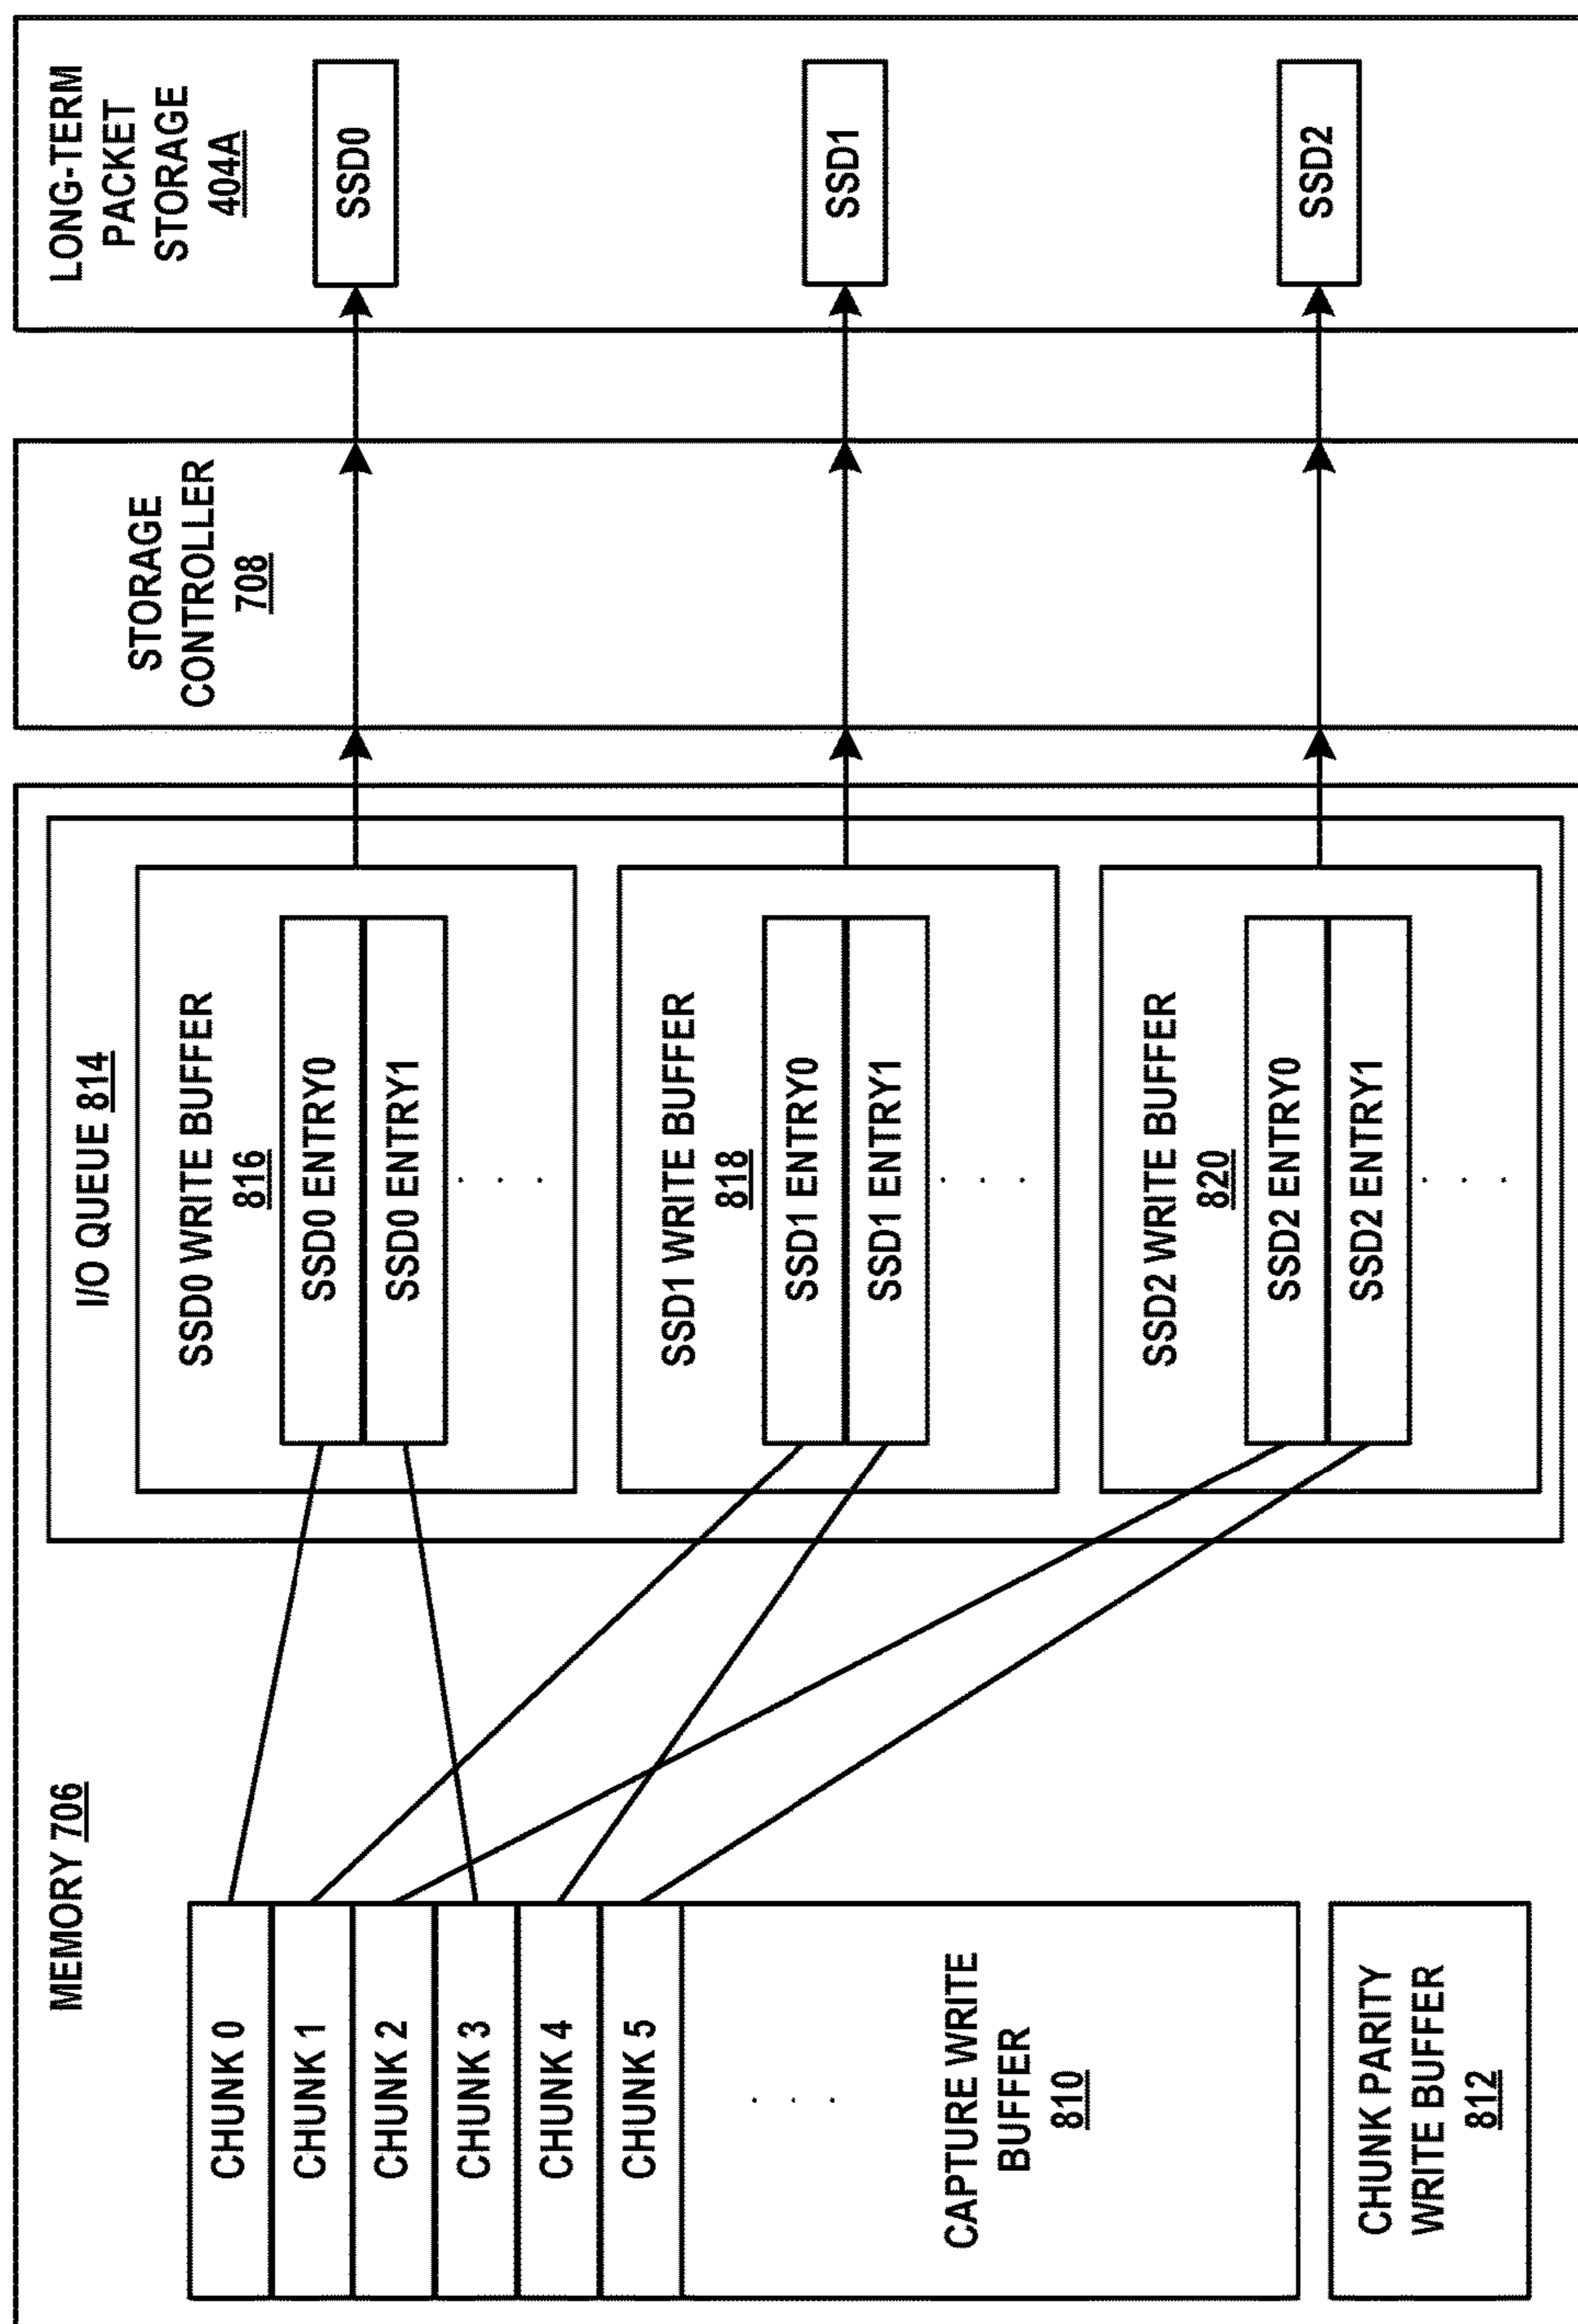 MEMORY 706
CHUNK 0
CHUNK 1
CHUNK 2
CHUNK 3
CHUNK 4
CHUNK 5
. . .
CAPTURE WRITE
BUFFER
810
CHUNK PARITY
WRITE BUFFER
812
I/O QUEUE 814
SSD0 WRITE BUFFER
816
SSD0 ENTRY0
SSD0 ENTRY1
. . .
SSD1 WRITE BUFFER
818
SSD1 ENTRY0
SSD1 ENTRY1
. . .
SSD2 WRITE BUFFER
820
SSD2 ENTRY0
SSD2 ENTRY1
. . .
STORAGE
CONTROLLER
708
LONG-TERM
PACKET
STORAGE
404A
SSD0
SSD1
SSD2